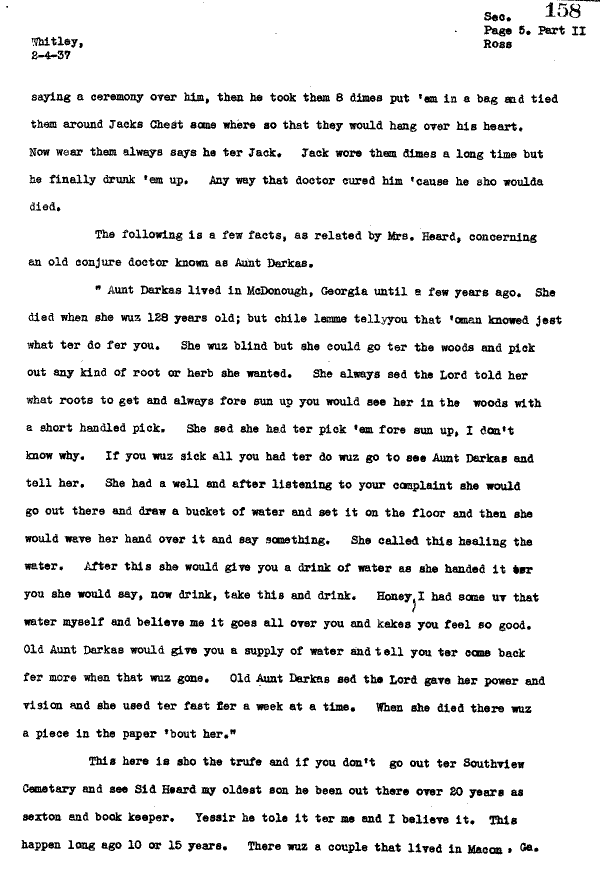 158
Sec.
Page 5. Part II
Ross
Whitley,
2-4-37
saying a ceremony over him, then he took them 8 dimes put 'em in a bag and tied
them around Jacks Chest some where so that they would hang over his heart.
Now wear them always says he ter Jack. Jack wore them dimes a long time but
he finally drunk 'em up. Any way that doctor cured him 'cause he sho woulda
died.
The following is a few facts, as related by Mrs. Heard, concerning
an old conjure doctor known as Aunt Darkas.
" Aunt Darkas lived in McDonough, Georgia until a few years ago. She
died when she wuz 128 years old; but chile lemme tellyyou that 'oman knowed jest
what ter do fer you. She wuz blind but she could go ter the woods and pick
out any kind of root or herb she wanted. She always sed the Lord told her
what roots to get and always fore sun up you would see her in the woods with
a short handled pick. She sed she had ter pick 'em fore sun up, I don't
know why. If you wuz sick all you had ter do wuz go to see Aunt Darkas and
tell her. She had a well and after listening to your complaint she would
go out there and draw a bucket of water and set it on the floor and then she
would wave her hand over it and say something. She called this healing the
water. After this she would give you a drink of water as she handed it ter
you she would say, now drink, take this and drink. Honey, I had some uv that
water myself and believe me it goes all over you and kakes you feel so good.
Old Aunt Darkas would give you a supply of water and tell you ter come back
fer more when that wuz gone. Old Aunt Darkas sed the Lord gave her power and
vision and she used ter fast fer a week at a time. When she died there wuz
a piece in the paper 'bout her."
This here is sho the trufe and if you don't go out ter Southview
Cemetary and see Sid Heard my oldest son he been out there over 20 years as
sexton and book keeper. Yessir he tole it ter me and I believe it. This
happen long ago 10 or 15 years. There wuz a couple that lived in Macon, Ga.